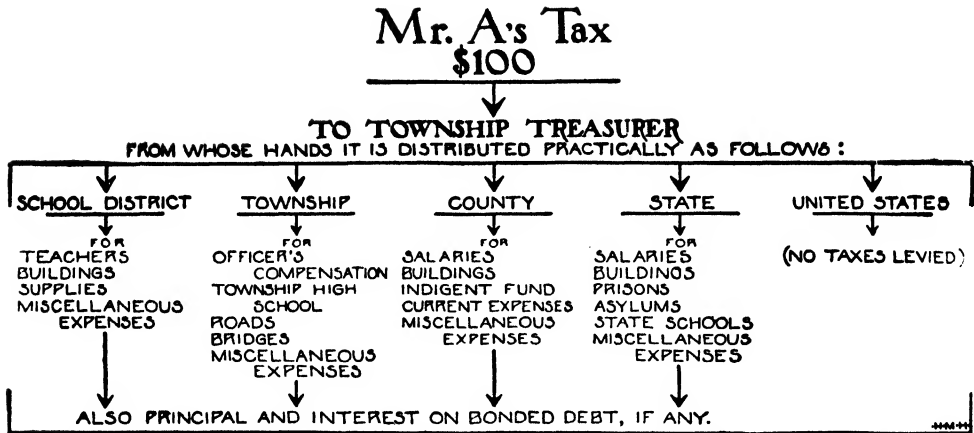 Mr. A's Tax
$100
TO TOWNSHIP TREASURER
FROM WHOSE HANDS IT IS DISTRIBUTED PRACTICALLY AS FOLLOWS:
SCHOOL DISTRICT
FOR
TEACHERS
BUILDINGS
SUPPLIES
MISCELLANEOUS
EXPENSES
TOWNSHIP
FOR
OFFICER'S
COMPENSATION
TOWNSHIP HIGH
SCHOOL
ROADS
BRIDGES
MISCELLANEOUS
EXPENSES
COUNTY
FOR
SALARIES
BUILDINGS
INDIGENT FUND
CURRENT EXPENSES
MISCELLANEOUS
EXPENSES
STATE
FOR
SALARIES
BUILDINGS
PRISONS
ASYLUMS
STATE SCHOOLS
MISCELLANEOUS
EXPENSES
UNITED STATES
(NO TAXES LEVIED)
ALSO PRINCIPAL AND INTEREST ON BONDED DEBT, IF ANY.